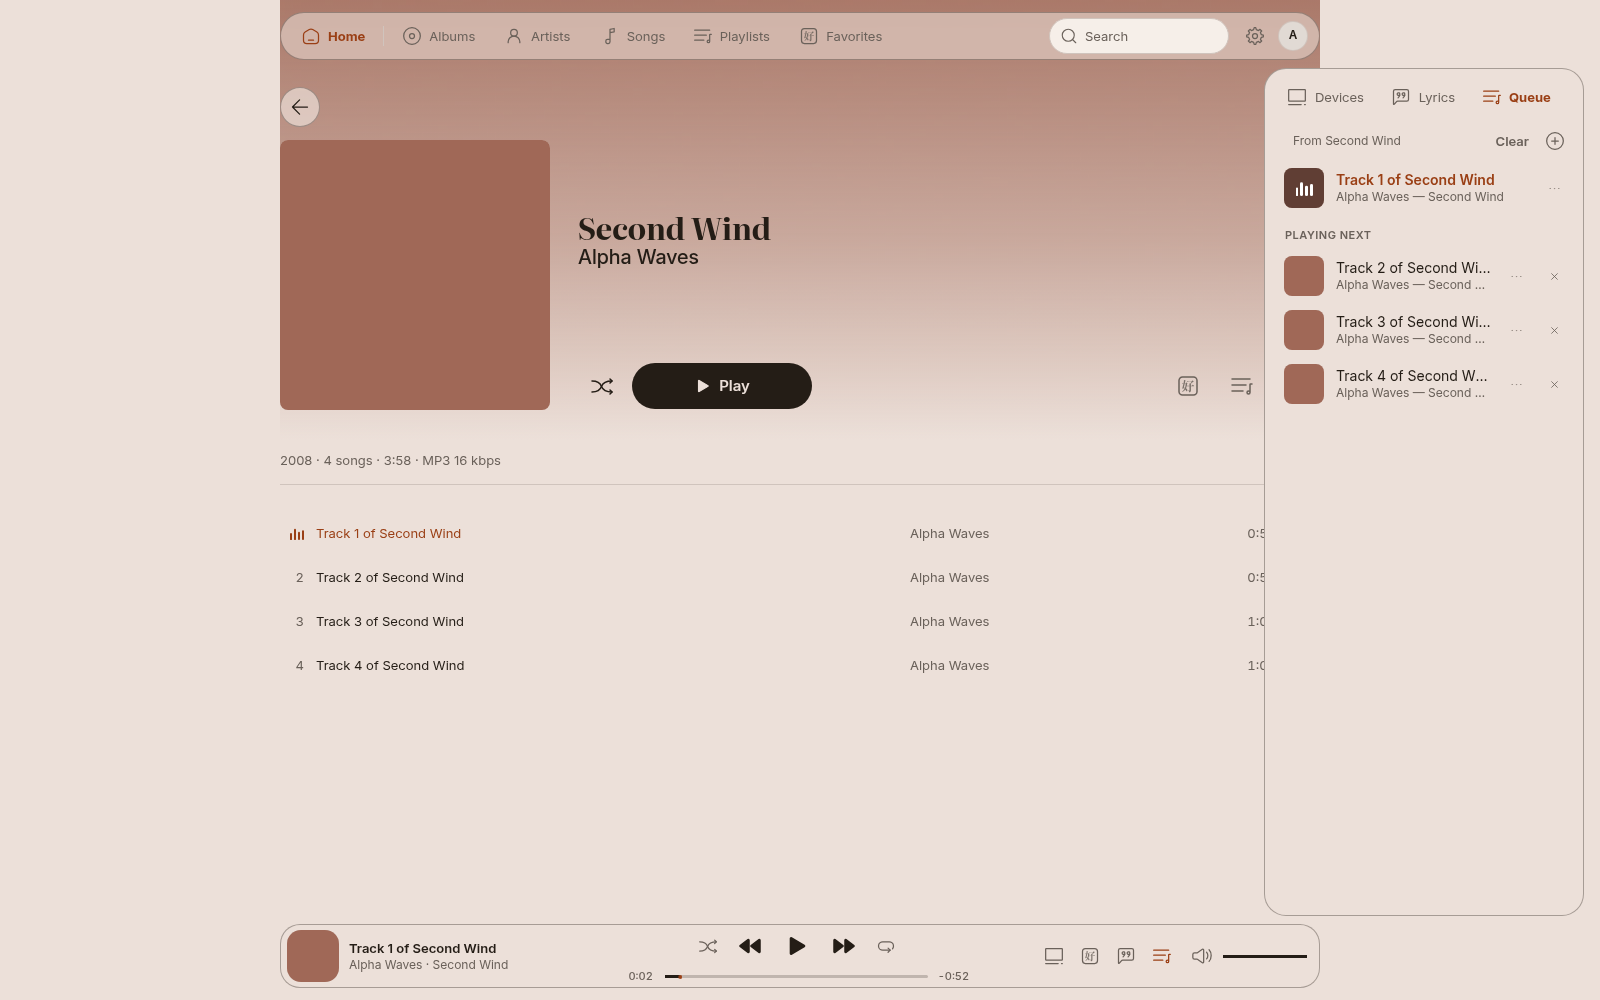 Home
Albums
Artists
Songs
Playlists
好 Favorites
Search
A
Devices
99 Lyrics
Queue
From Second Wind
Clear
Track 1 of Second Wind
Alpha Waves — Second Wind
PLAYING NEXT
Track 2 of Second Wi...
Alpha Waves — Second ...
Track 3 of Second Wi...
Alpha Waves — Second ...
Track 4 of Second W...
Alpha Waves — Second ...
Second Wind
Alpha Waves
Play
好
2008 · 4 songs · 3:58 · MP3 16 kbps
Track 1 of Second Wind Alpha Waves
2 Track 2 of Second Wind Alpha Waves
3 Track 3 of Second Wind Alpha Waves
4 Track 4 of Second Wind Alpha Waves
Track 1 of Second Wind
Alpha Waves · Second Wind
0:02
-0:52
好
99